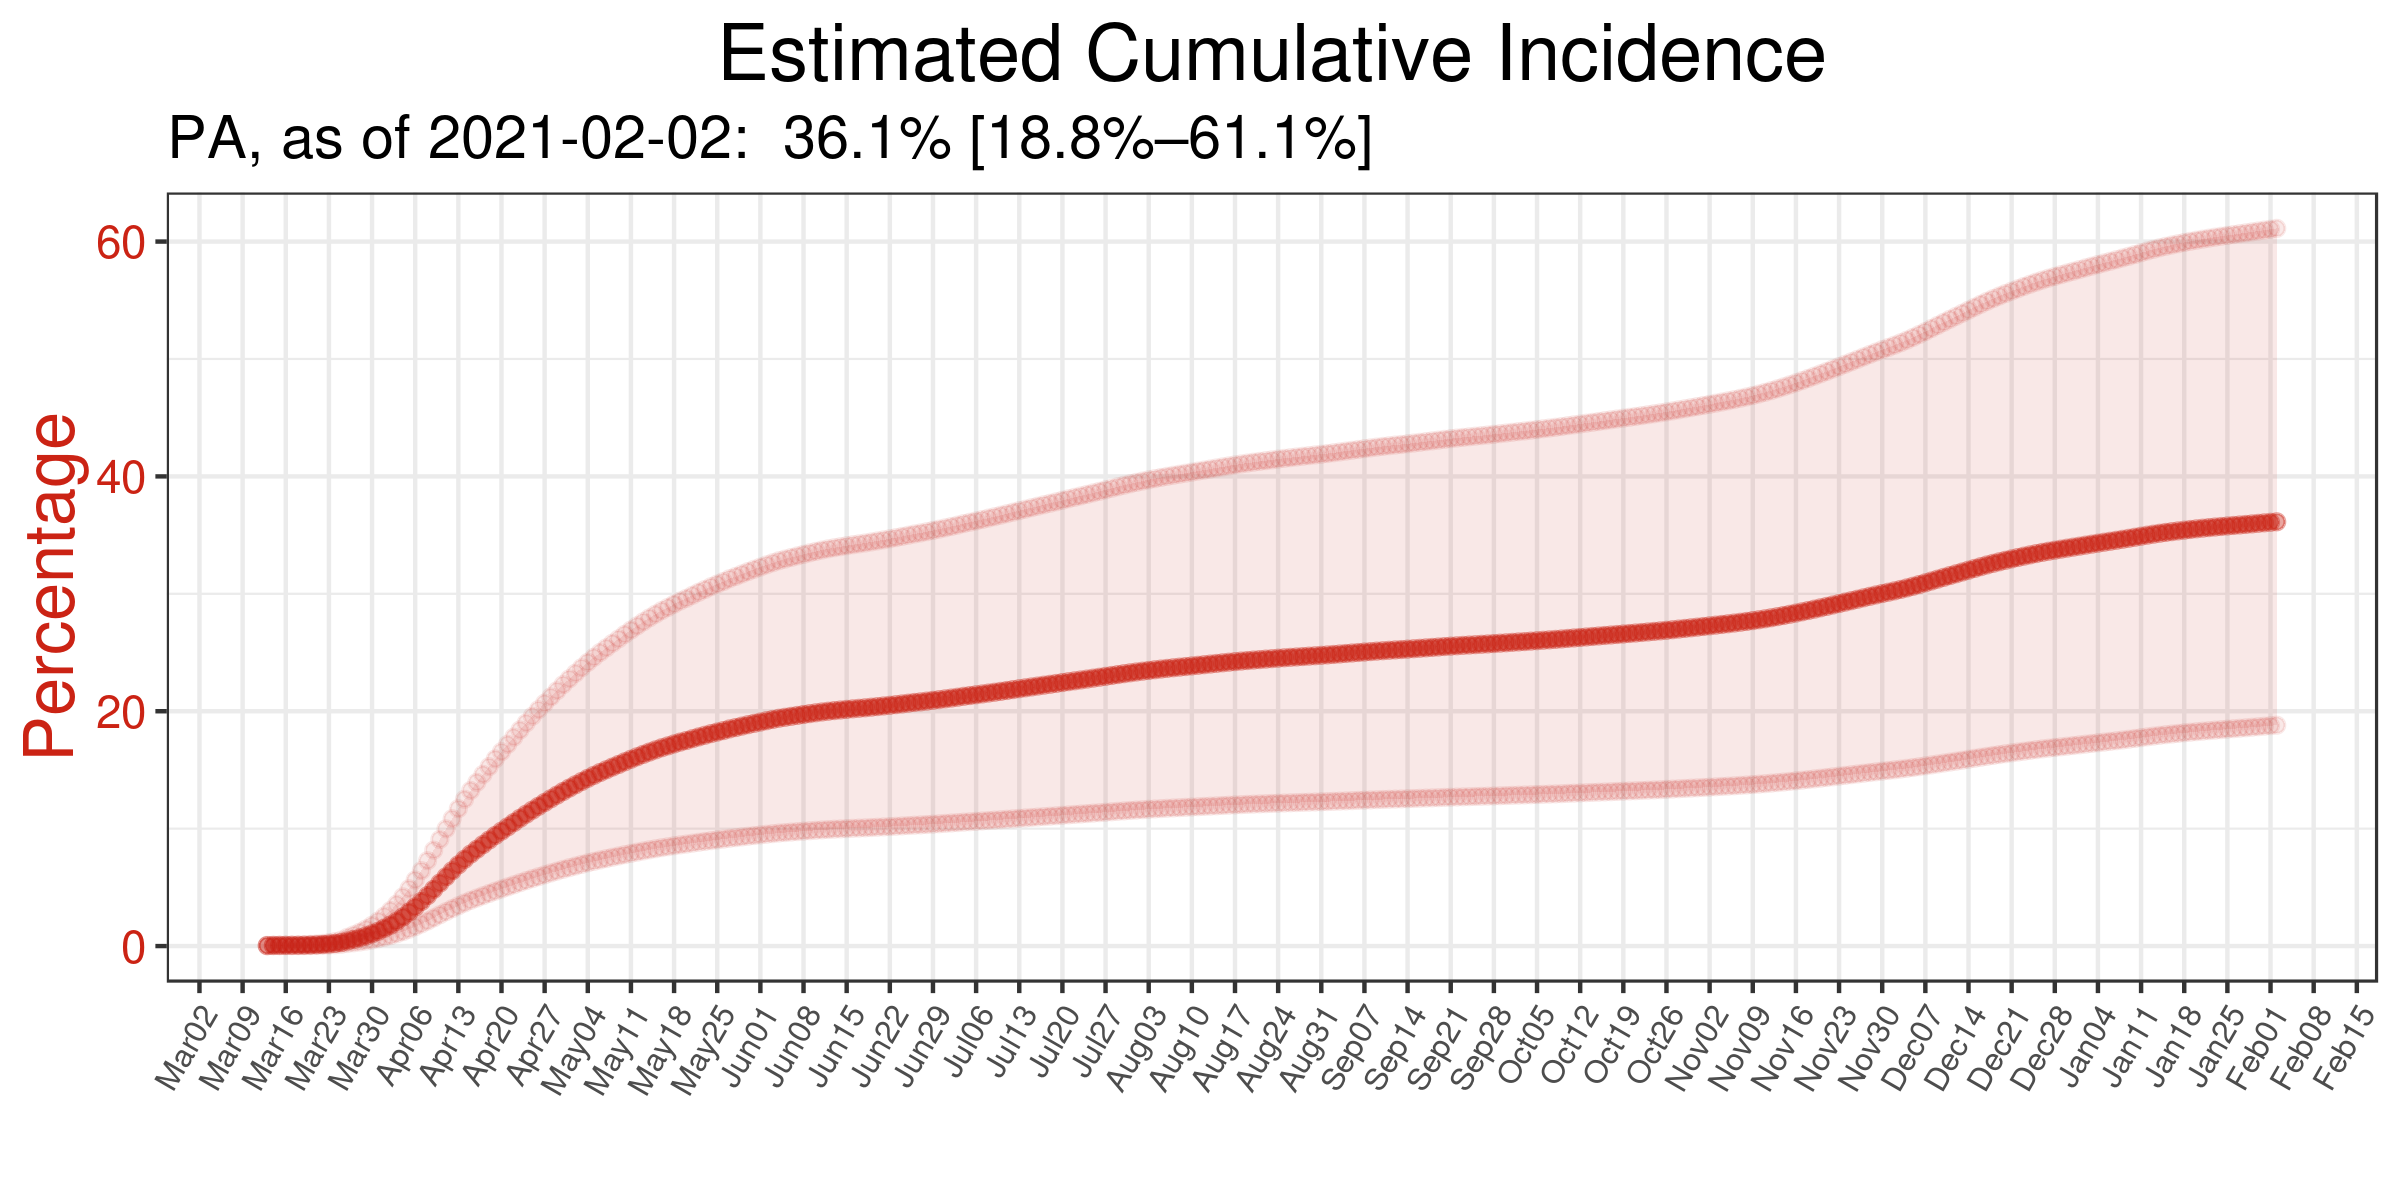 Estimated Cumulative Incidence
PA, as of 2021-02-02:  36.1% [18.8%–61.1%]
Percentage
60
40
20
0
Mar02 Mar09 Mar16 Mar23 Mar30 Apr06 Apr13 Apr20 Apr27 May04 May11 May18 May25 Jun01 Jun08 Jun15 Jun22 Jun29 Jul06 Jul13 Jul20 Jul27 Aug03 Aug10 Aug17 Aug24 Aug31 Sep07 Sep14 Sep21 Sep28 Oct05 Oct12 Oct19 Oct26 Nov02 Nov09 Nov16 Nov23 Nov30 Dec07 Dec14 Dec21 Dec28 Jan04 Jan11 Jan18 Jan25 Feb01 Feb08 Feb15